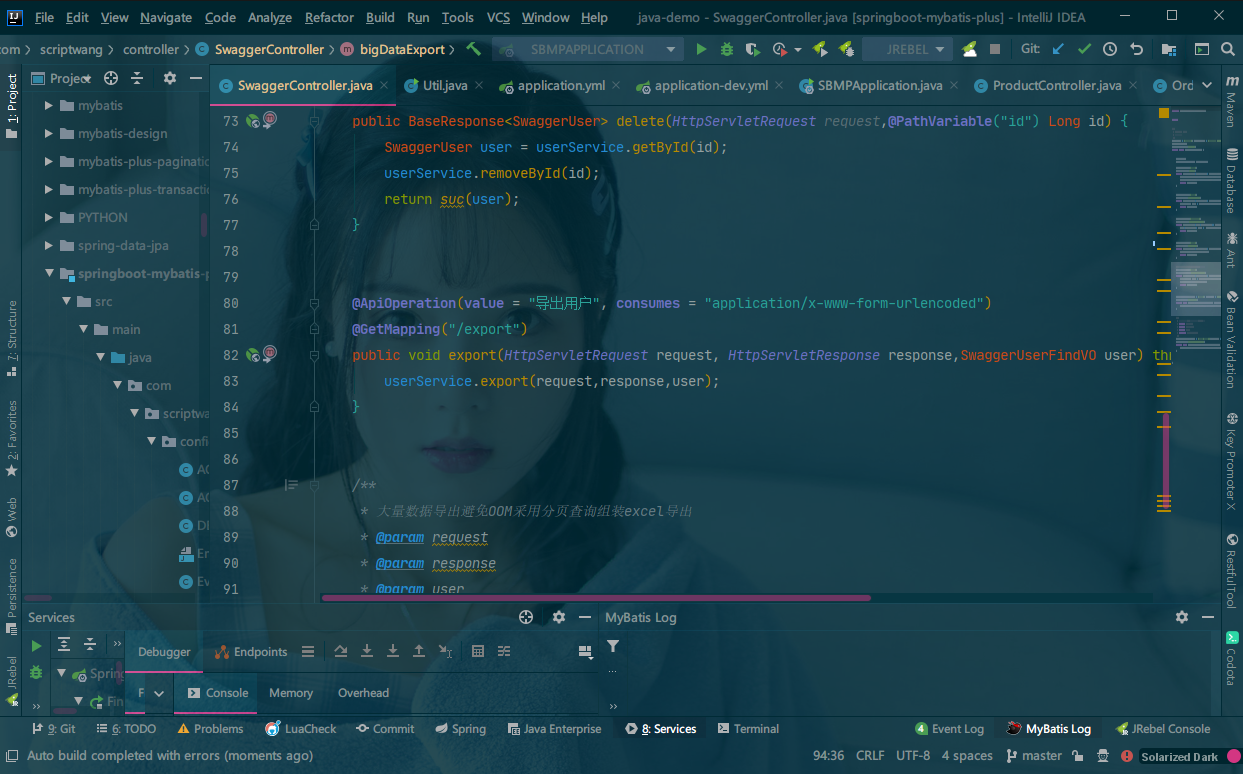 File Edit View Navigate Code Analyze Refactor Build Run Tools VCS Window Help java-demo - SwaggerController.java [springboot-mybatis-plus] - IntelliJ IDEA
om scriptwang controller SwaggerController bigDataExport SBMPAPPLICATION JREBEL Git:
1: Project
Project
SwaggerController.java Util.java application.yml application-dev.yml SBMPApplication.java ProductController.java Ord
mybatis
mybatis-design
mybatis-plus-paginatio
mybatis-plus-transactio
PYTHON
spring-data-jpa
springboot-mybatis-p
src
main
java
com
scriptwa
confi
AC
AC
DI
En
Ev
7: Structure
2: Favorites
Web
Persistence
JRebel
73 public BaseResponse<SwaggerUser> delete(HttpServletRequest request,@PathVariable("id") Long id) {
74 SwaggerUser user = userService.getById(id);
75 userService.removeById(id);
76 return suc(user);
77 }
78
79
80 @ApiOperation(value = "导出用户", consumes = "application/x-www-form-urlencoded")
81 @GetMapping("/export")
82 public void export(HttpServletRequest request, HttpServletResponse response,SwaggerUserFindVO user) thr
83 userService.export(request,response,user);
84 }
85
86
87 /**
88 * 大量数据导出避免OOM采用分页查询组装excel导出
89 * @param request
90 * @param response
91 * @param user
m Maven
Database
Ant
Bean Validation
Key Promoter X
RestfulTool
Codota
Services
MyBatis Log
Debugger Endpoints
Spring
F Console Memory Overhead
Fin
...
9: Git 6: TODO Problems LuaCheck Commit Spring Java Enterprise 8: Services Terminal 4 Event Log MyBatis Log JRebel Console
Auto build completed with errors (moments ago) 94:36 CRLF UTF-8 4 spaces master Solarized Dark